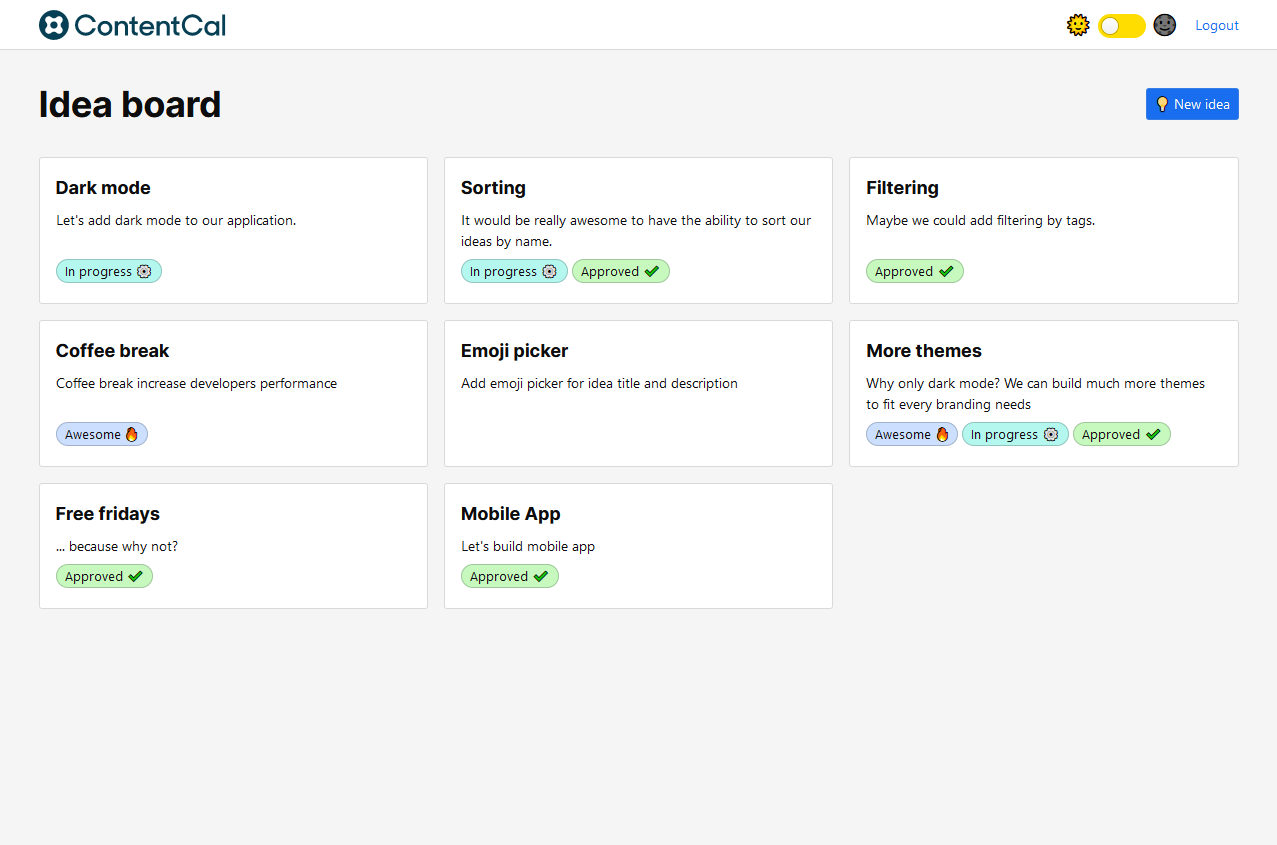 ContentCal
Logout
Idea board
New idea
Dark mode
Let's add dark mode to our application.
In progress
Sorting
It would be really awesome to have the ability to sort our
ideas by name.
In progress
Approved
Filtering
Maybe we could add filtering by tags.
Approved
Coffee break
Coffee break increase developers performance
Awesome
Emoji picker
Add emoji picker for idea title and description
More themes
Why only dark mode? We can build much more themes
to fit every branding needs
Awesome
In progress
Approved
Free fridays
... because why not?
Approved
Mobile App
Let's build mobile app
Approved